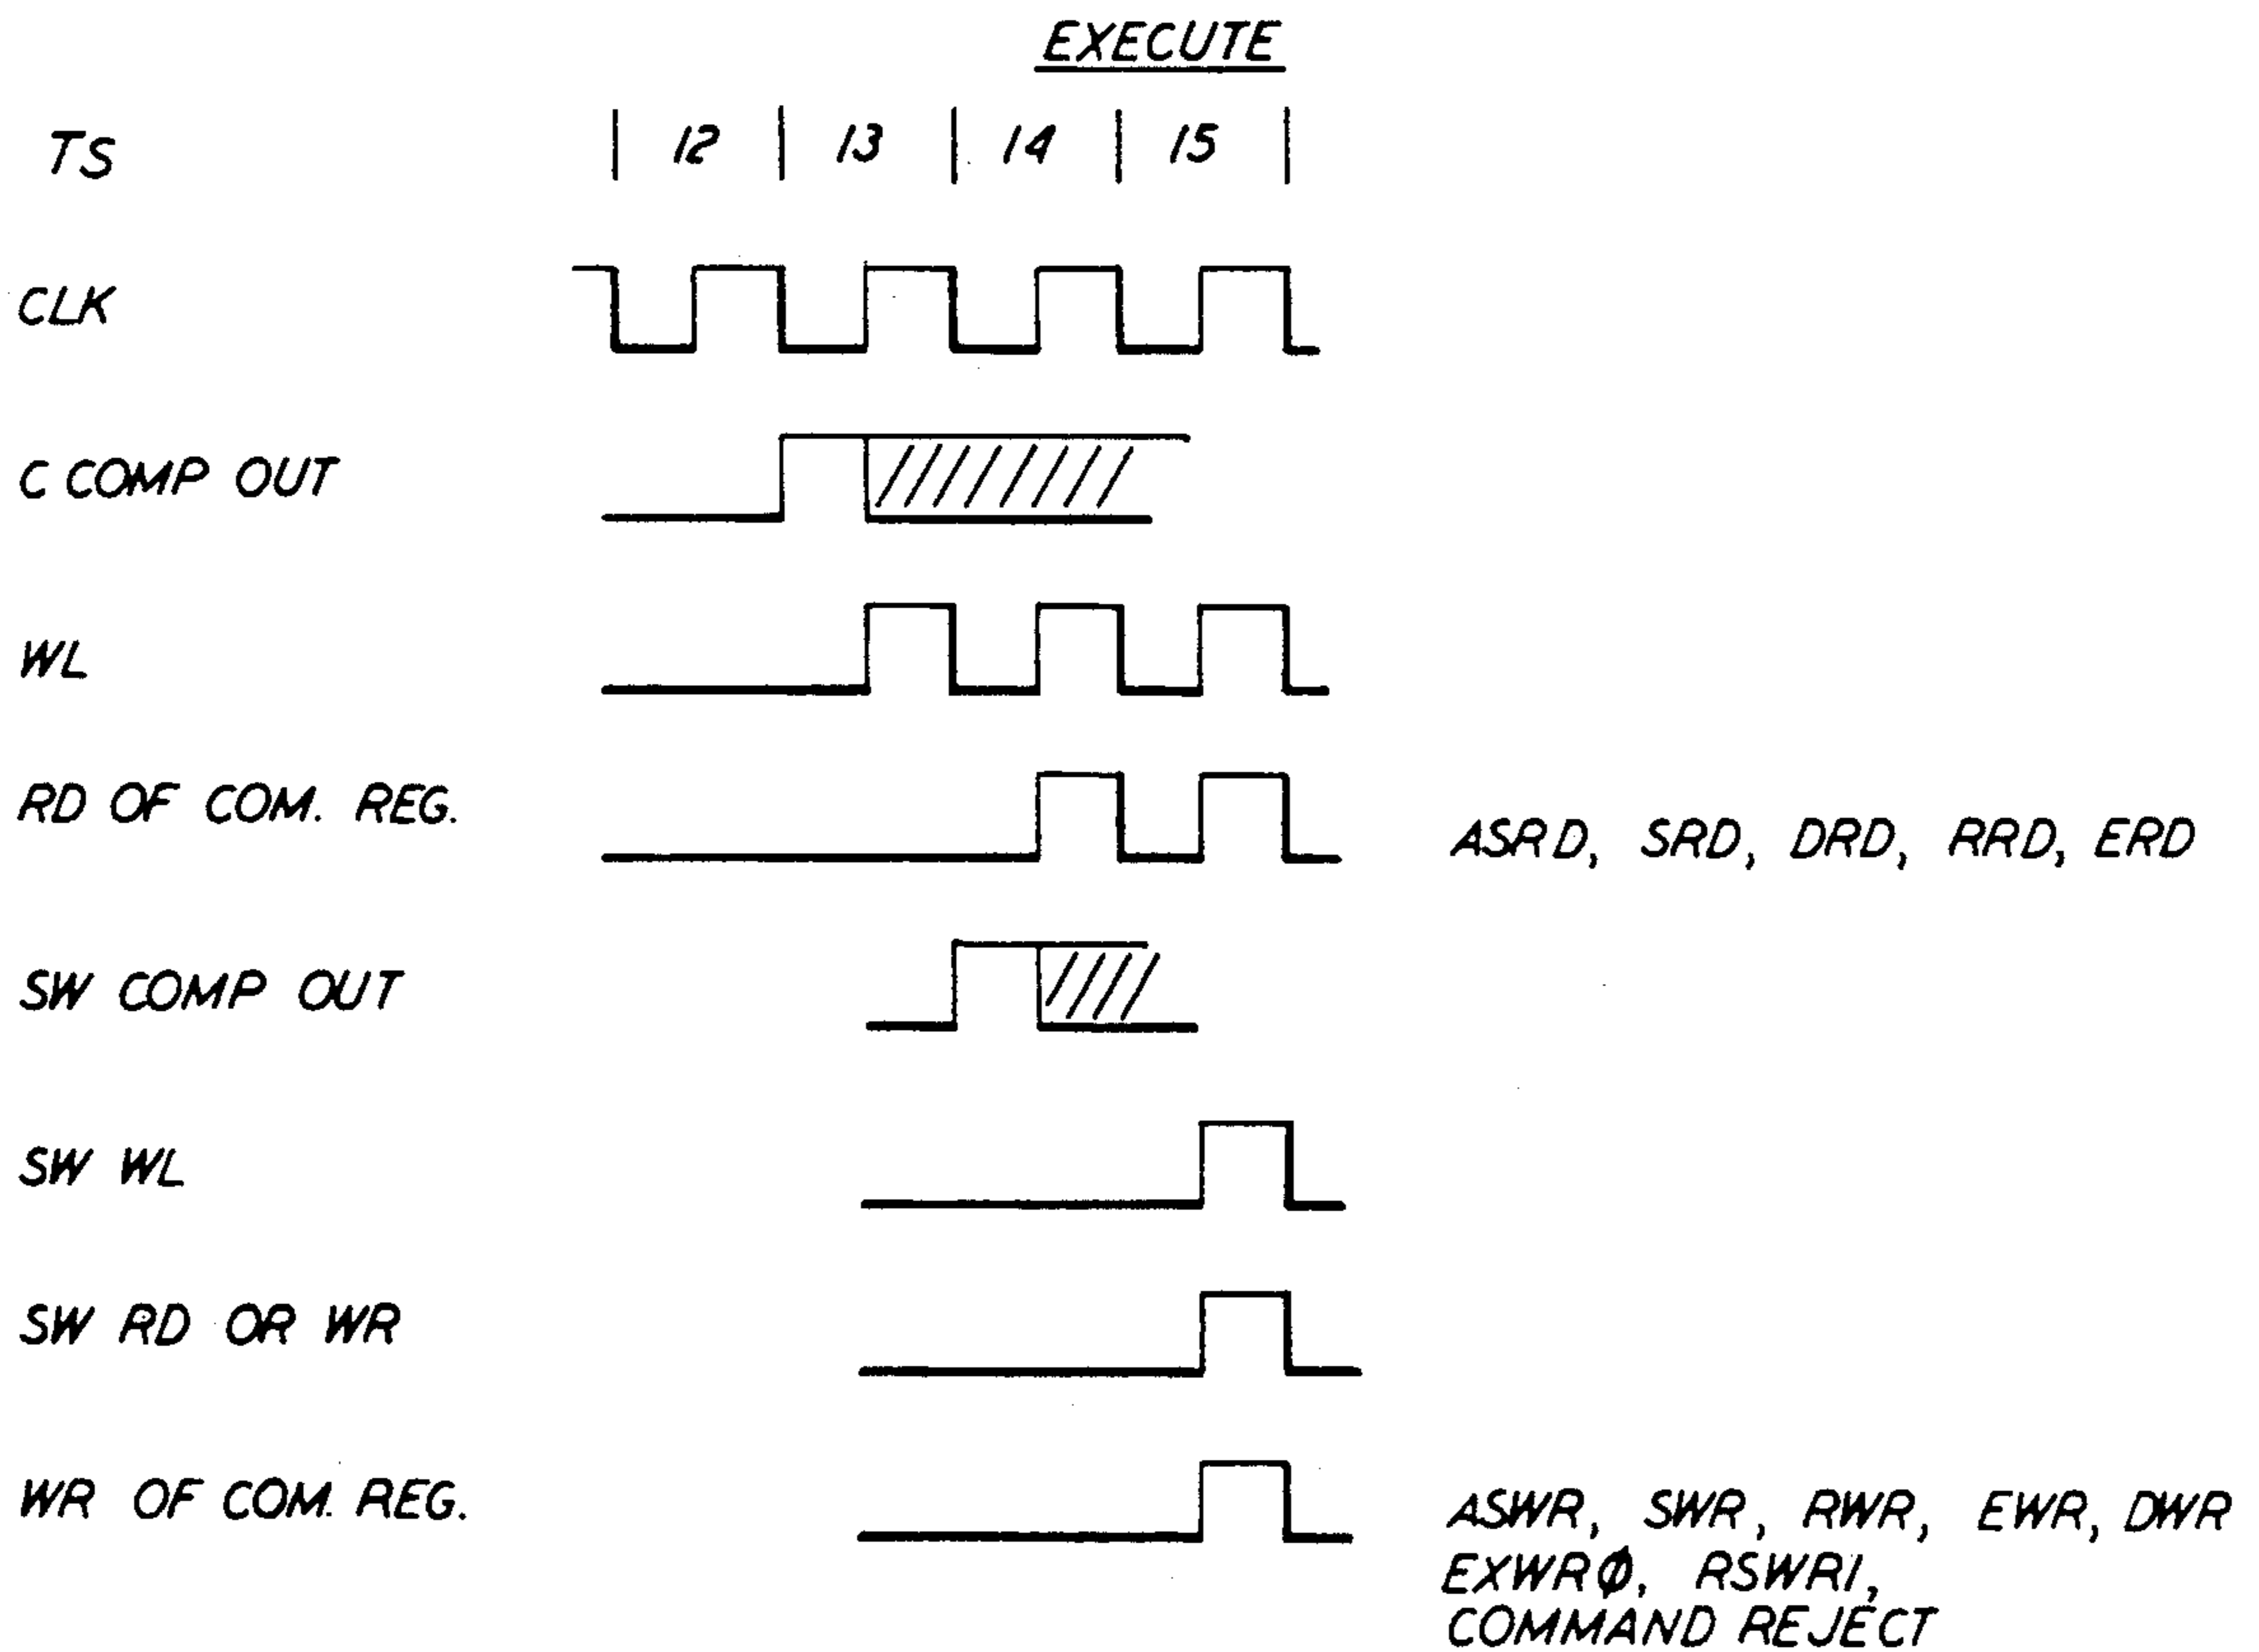 EXECUTE
TS | 12 | 13 | 14 | 15 |
CLK
C COMP OUT
WL
RD OF COM. REG.
ASRD, SRD, DRD, RRD, ERD
SW COMP OUT
SW WL
SW RD OR WR
WR OF COM. REG.
ASWR, SWR, RWR, EWR, DWR
EXWRØ, RSWR1,
COMMAND REJECT